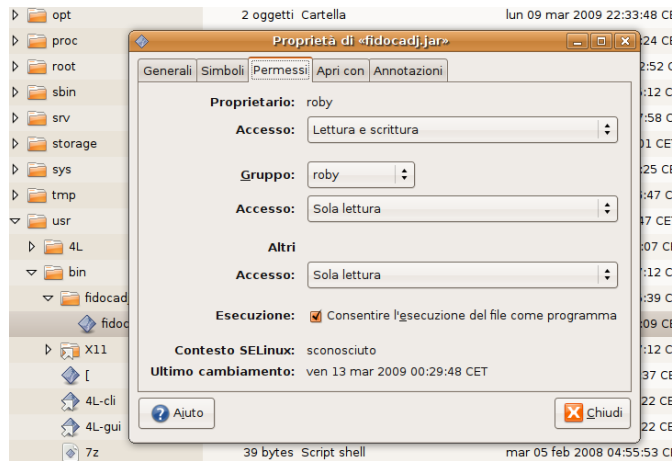 opt 2 oggetti Cartella lun 09 mar 2009 22:33:48 CET
proc
Proprietà di «fidocadj.jar»
root
Generali Simboli Permessi Apri con Annotazioni
sbin
Proprietario: roby
srv
Accesso: Lettura e scrittura
storage
sys
Gruppo: roby
tmp
Accesso: Sola lettura
usr
4L
Altri
bin
Accesso: Sola lettura
fidocadj
Esecuzione: Consentire l'esecuzione del file come programma
fidoc
X11
Contesto SELinux: sconosciuto
[
Ultimo cambiamento: ven 13 mar 2009 00:29:48 CET
4L-cli
Aiuto
Chiudi
4L-gui
7z 39 bytes Script shell mar 05 feb 2008 04:55:53 CE